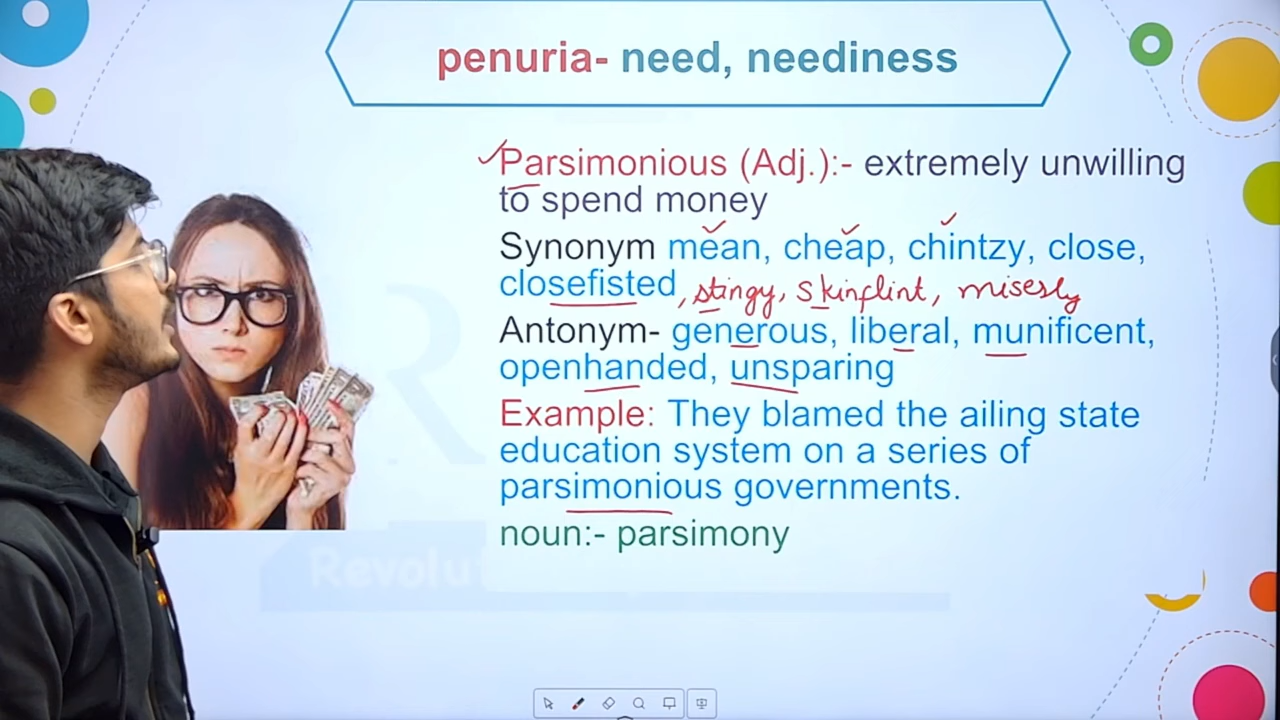 penuria- need, neediness
Parsimonious (Adj.):- extremely unwilling
to spend money
Synonym mean, cheap, chintzy, close,
closefisted, stingy, skinflint, miserly
Antonym- generous, liberal, munificent,
openhanded, unsparing
Example: They blamed the ailing state
education system on a series of
parsimonious governments.
noun:- parsimony
Revolut